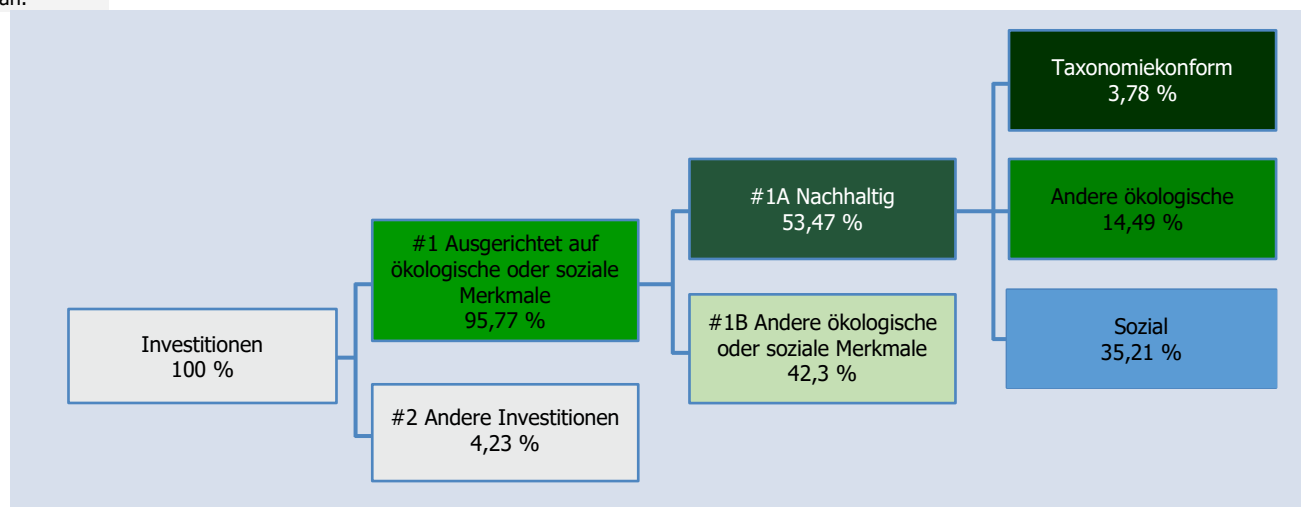 an.
Taxonomiekonform
3,78 %
#1A Nachhaltig
53,47 %
Andere ökologische
14,49 %
#1 Ausgerichtet auf
ökologische oder soziale
Merkmale
95,77 %
#1B Andere ökologische
oder soziale Merkmale
42,3 %
Sozial
35,21 %
Investitionen
100 %
#2 Andere Investitionen
4,23 %